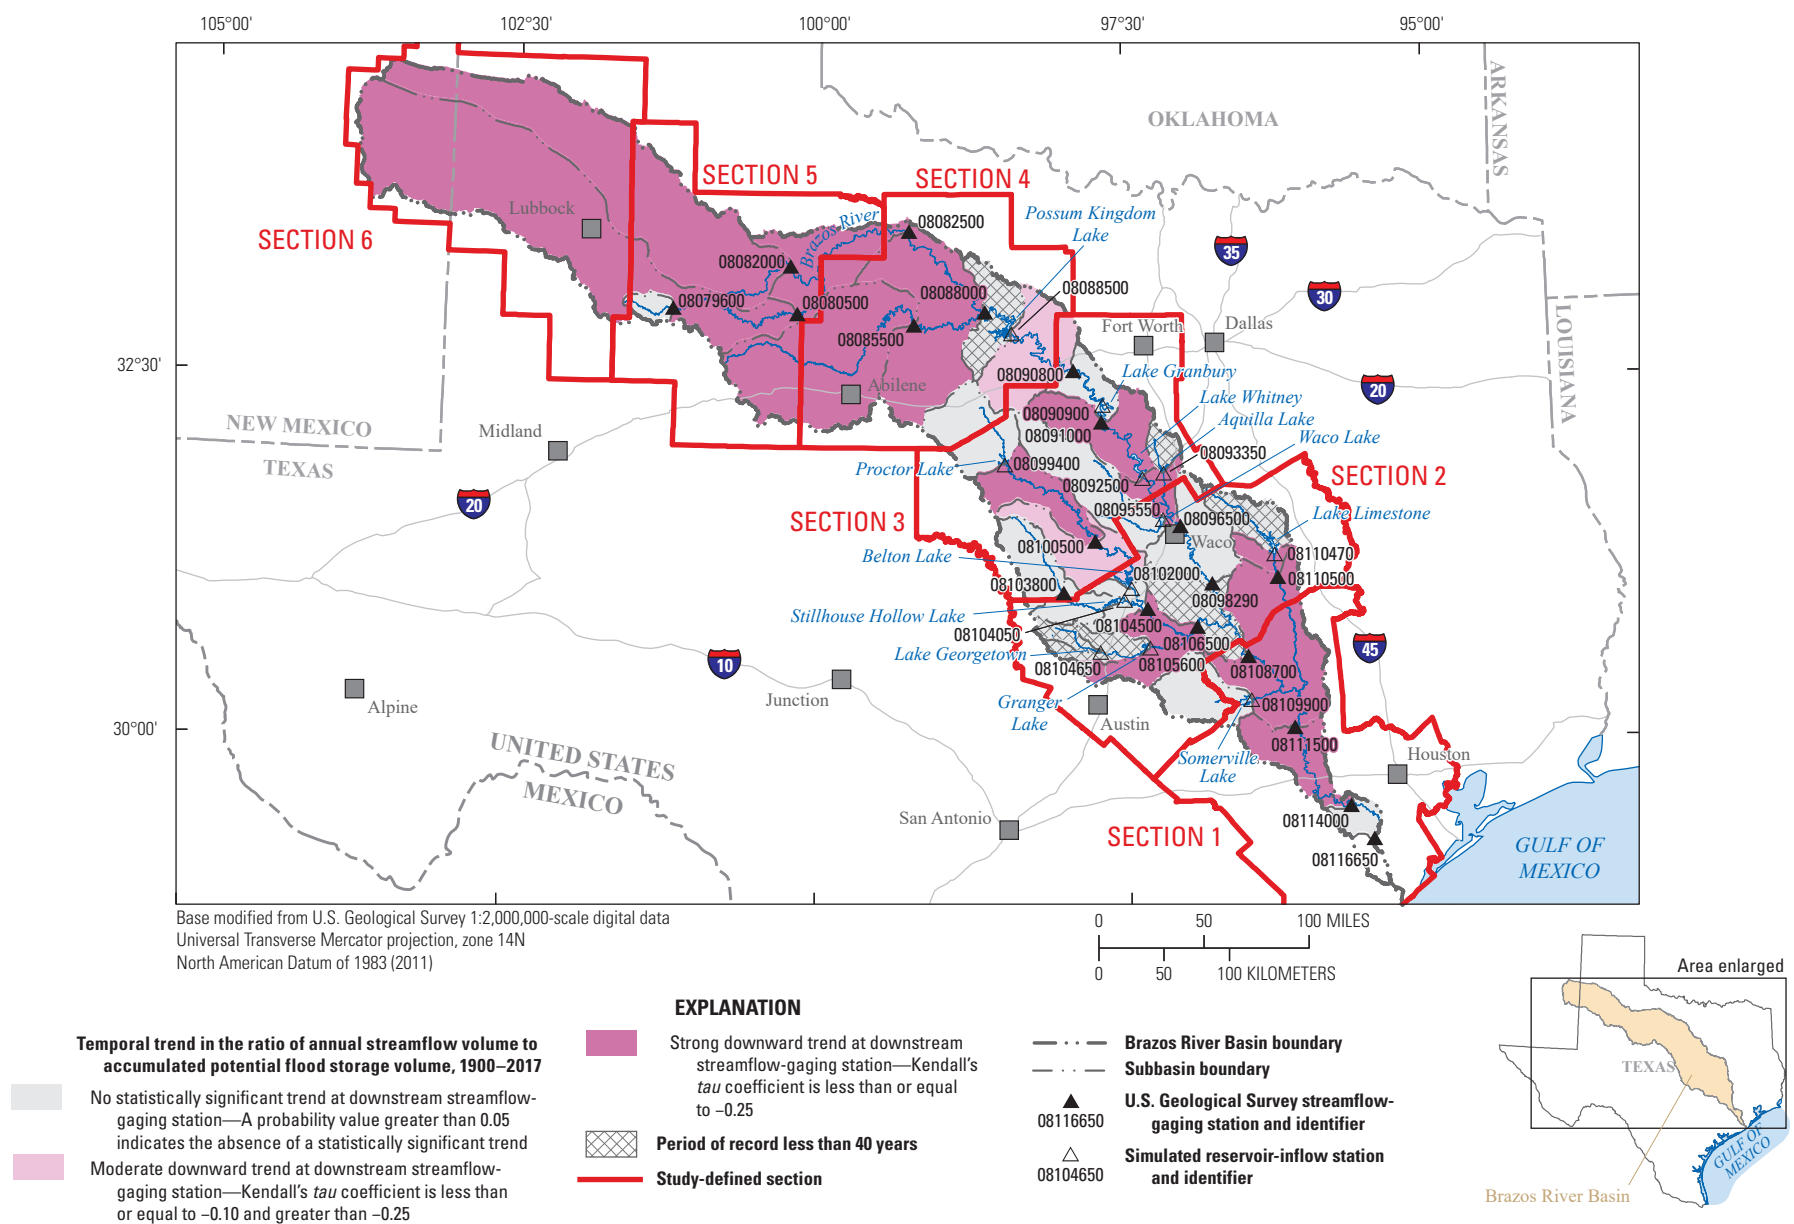 105°00'
102°30'
100°00'
97°30'
95°00'
32°30'
30°00'
OKLAHOMA
ARKANSAS
LOUISIANA
NEW MEXICO
TEXAS
UNITED STATES
MEXICO
GULF OF
MEXICO
SECTION 6
SECTION 5
SECTION 4
SECTION 3
SECTION 2
SECTION 1
Lubbock
Midland
Abilene
Fort Worth
Dallas
Waco
Alpine
Junction
Austin
San Antonio
Houston
35
30
20
20
10
45
Brazos River
Possum Kingdom
Lake
Lake Granbury
Lake Whitney
Aquilla Lake
Waco Lake
Lake Limestone
Proctor Lake
Belton Lake
Stillhouse Hollow Lake
Lake Georgetown
Granger
Lake
Somerville
Lake
08082500
08082000
08079600
08080500
08088000
08088500
08085500
08090800
08090900
08091000
08093350
08099400
08092500
08095550
08096500
08100500
08110470
08110500
08102000
08103800
08098290
08104500
08104050
08106500
08104650
08105600
08108700
08109900
08111500
08114000
08116650
Base modified from U.S. Geological Survey 1:2,000,000-scale digital data
Universal Transverse Mercator projection, zone 14N
North American Datum of 1983 (2011)
0 50 100 MILES
0 50 100 KILOMETERS
EXPLANATION
Temporal trend in the ratio of annual streamflow volume to
accumulated potential flood storage volume, 1900–2017
No statistically significant trend at downstream streamflow-
gaging station—A probability value greater than 0.05
indicates the absence of a statistically significant trend
Moderate downward trend at downstream streamflow-
gaging station—Kendall's tau coefficient is less than
or equal to −0.10 and greater than −0.25
Strong downward trend at downstream
streamflow-gaging station—Kendall's
tau coefficient is less than or equal
to −0.25
Period of record less than 40 years
Study-defined section
Brazos River Basin boundary
Subbasin boundary
08116650
U.S. Geological Survey streamflow-
gaging station and identifier
08104650
Simulated reservoir-inflow station
and identifier
Area enlarged
TEXAS
GULF OF
MEXICO
Brazos River Basin